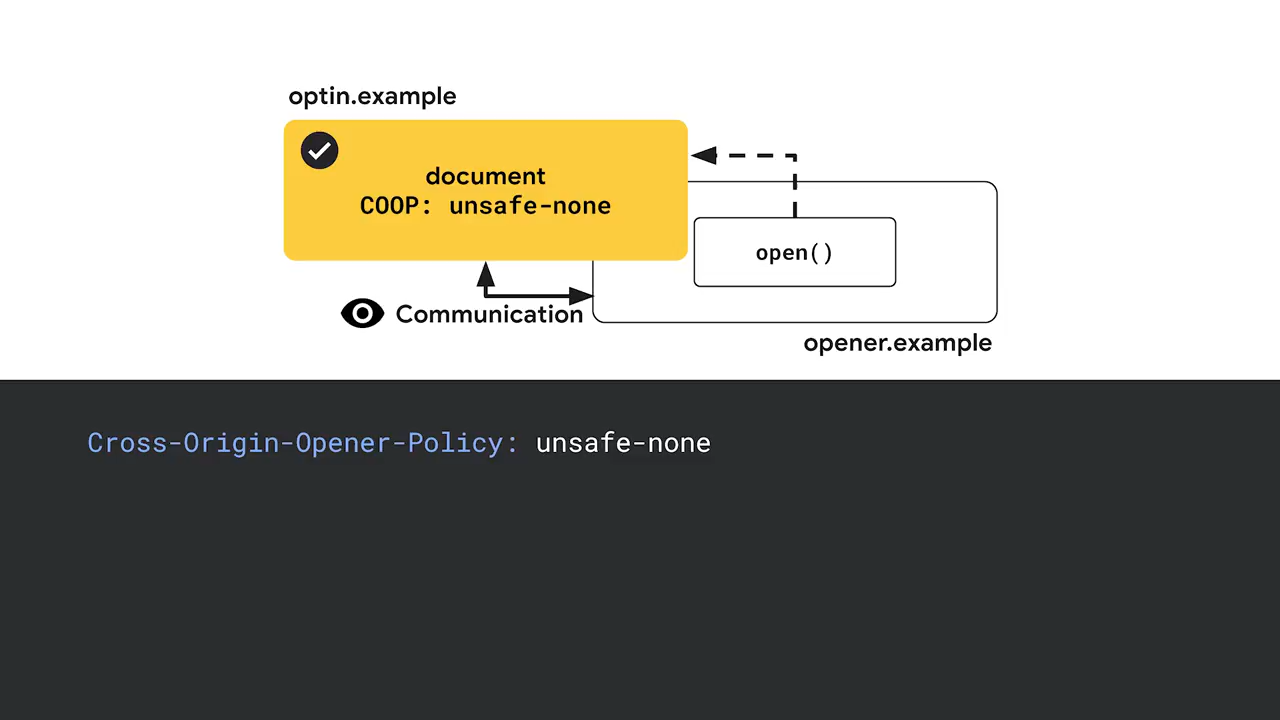 optin.example
document
COOP: unsafe-none
open()
Communication
opener.example
Cross-Origin-Opener-Policy: unsafe-none